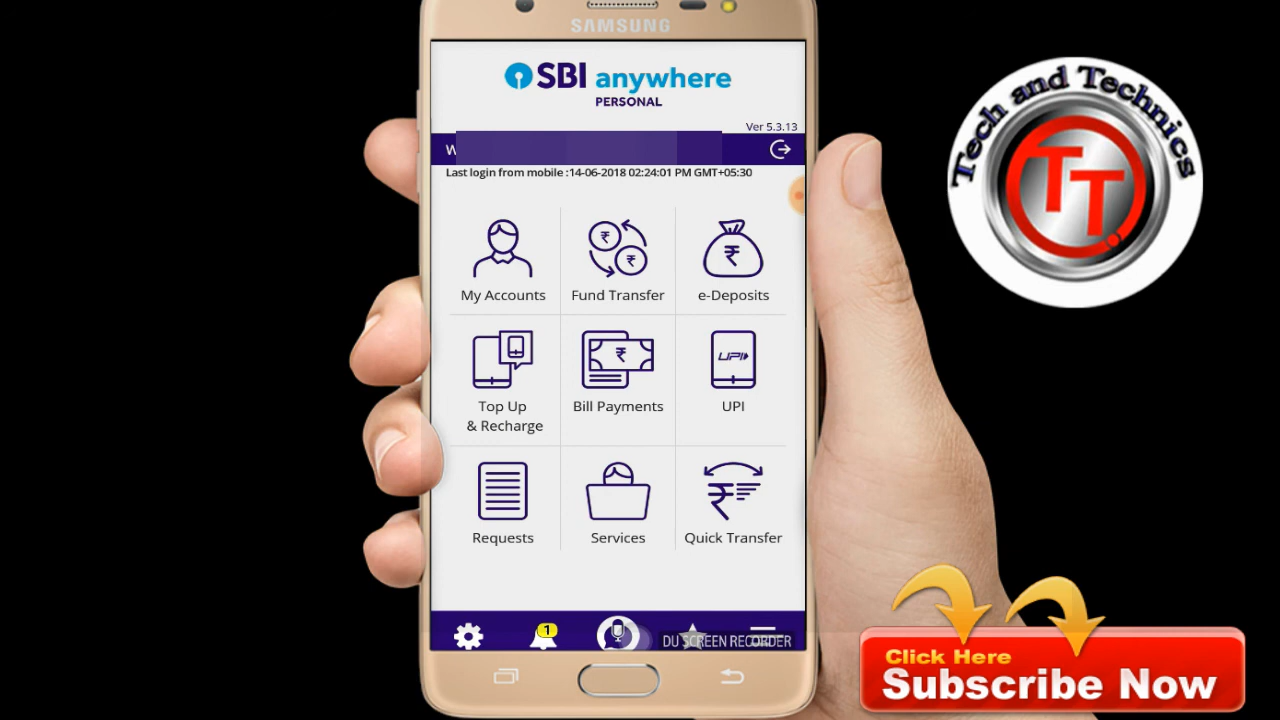 SAMSUNG
SBI anywhere
PERSONAL
Ver 5.3.13
W
Last login from mobile :14-06-2018 02:24:01 PM GMT+05:30
My Accounts
Fund Transfer
e-Deposits
Top Up
& Recharge
Bill Payments
UPI
UPI
Requests
Services
Quick Transfer
1
DU SCREEN RECORDER
Tech and Technics
TT
Click Here
Subscribe Now